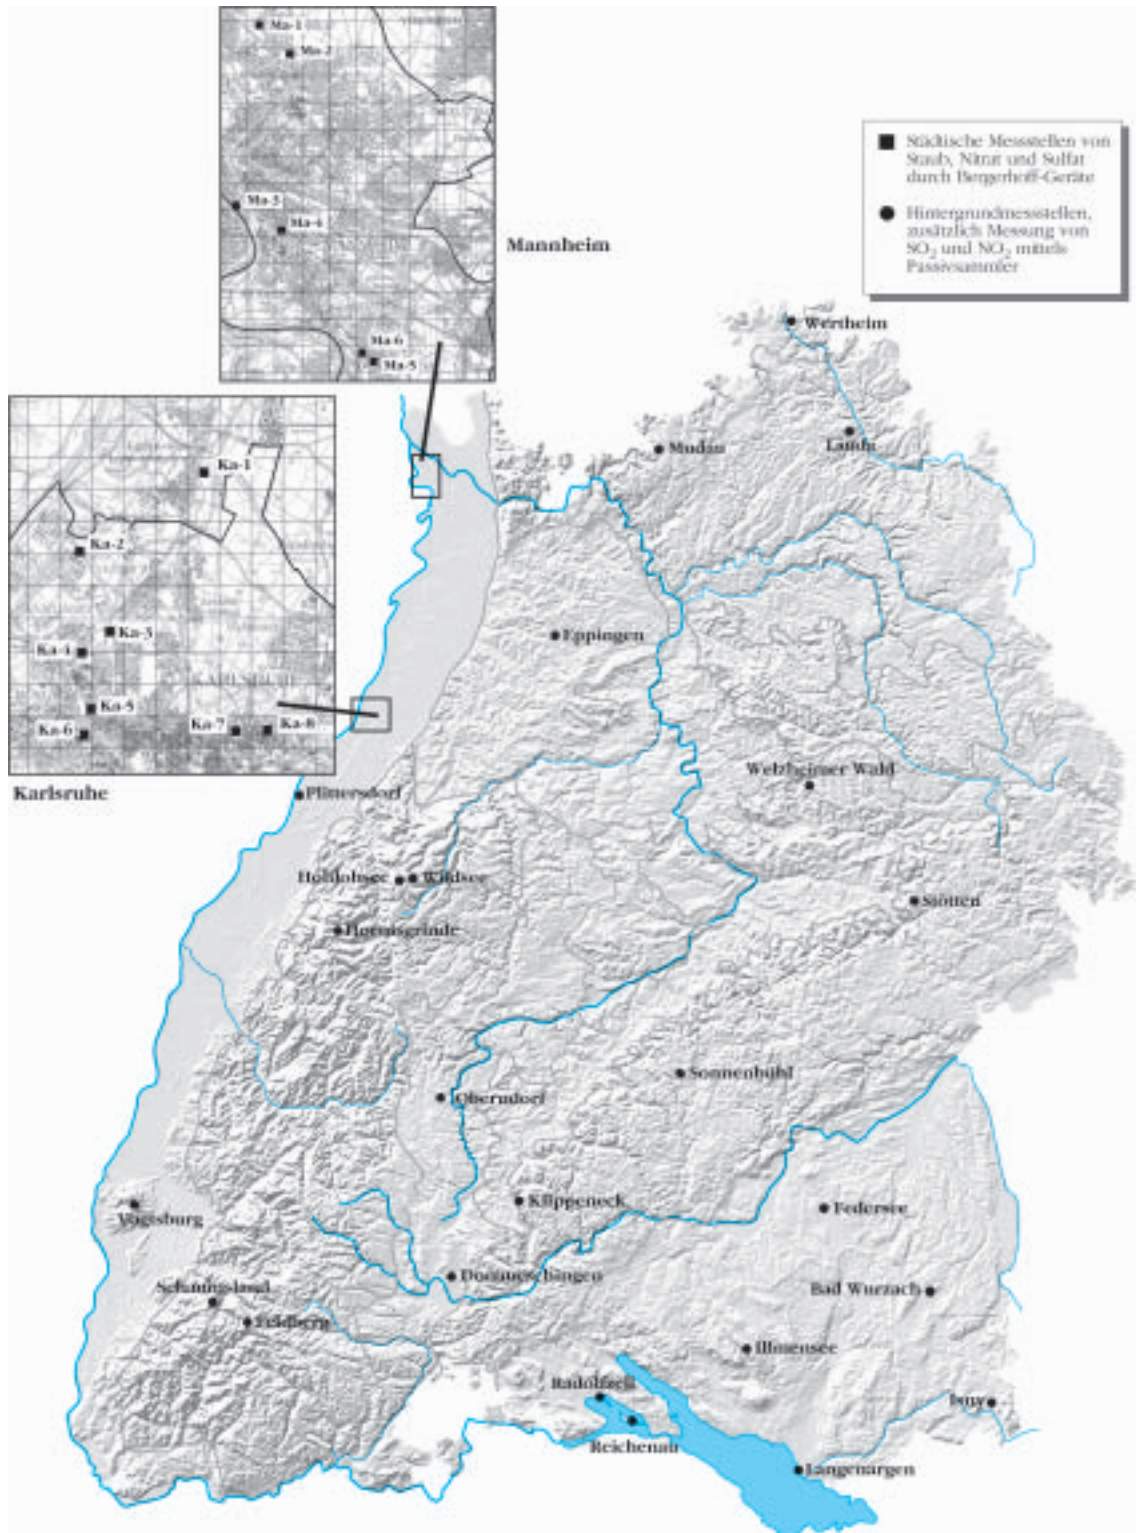 Ma-1
Ma-2
Ma-3
Ma-4
Ma-6
Ma-5
Mannheim
Städtische Messstellen von
Staub, Nitrat und Sulfat
durch Bergerhoff-Geräte
Hintergrundmessstellen,
zusätzlich Messung von
SO2 und NO2 mittels
Passivsammler
Wertheim
Mudau
Lauda
Ka-1
Ka-2
Ka-3
Ka-4
Ka-5
Ka-6
Ka-7
Ka-8
KARLSRUHE
Karlsruhe
Eppingen
Welzheimer Wald
Plittersdorf
Hohlohsee
Wildsee
Hornisgrinde
Stötten
Sonnenbühl
Oberndorf
Klippeneck
Vogtsburg
Federsee
Donaueschingen
Schauinsland
Feldberg
Bad Wurzach
Illmensee
Radolfzell
Reichenau
Isny
Langenargen